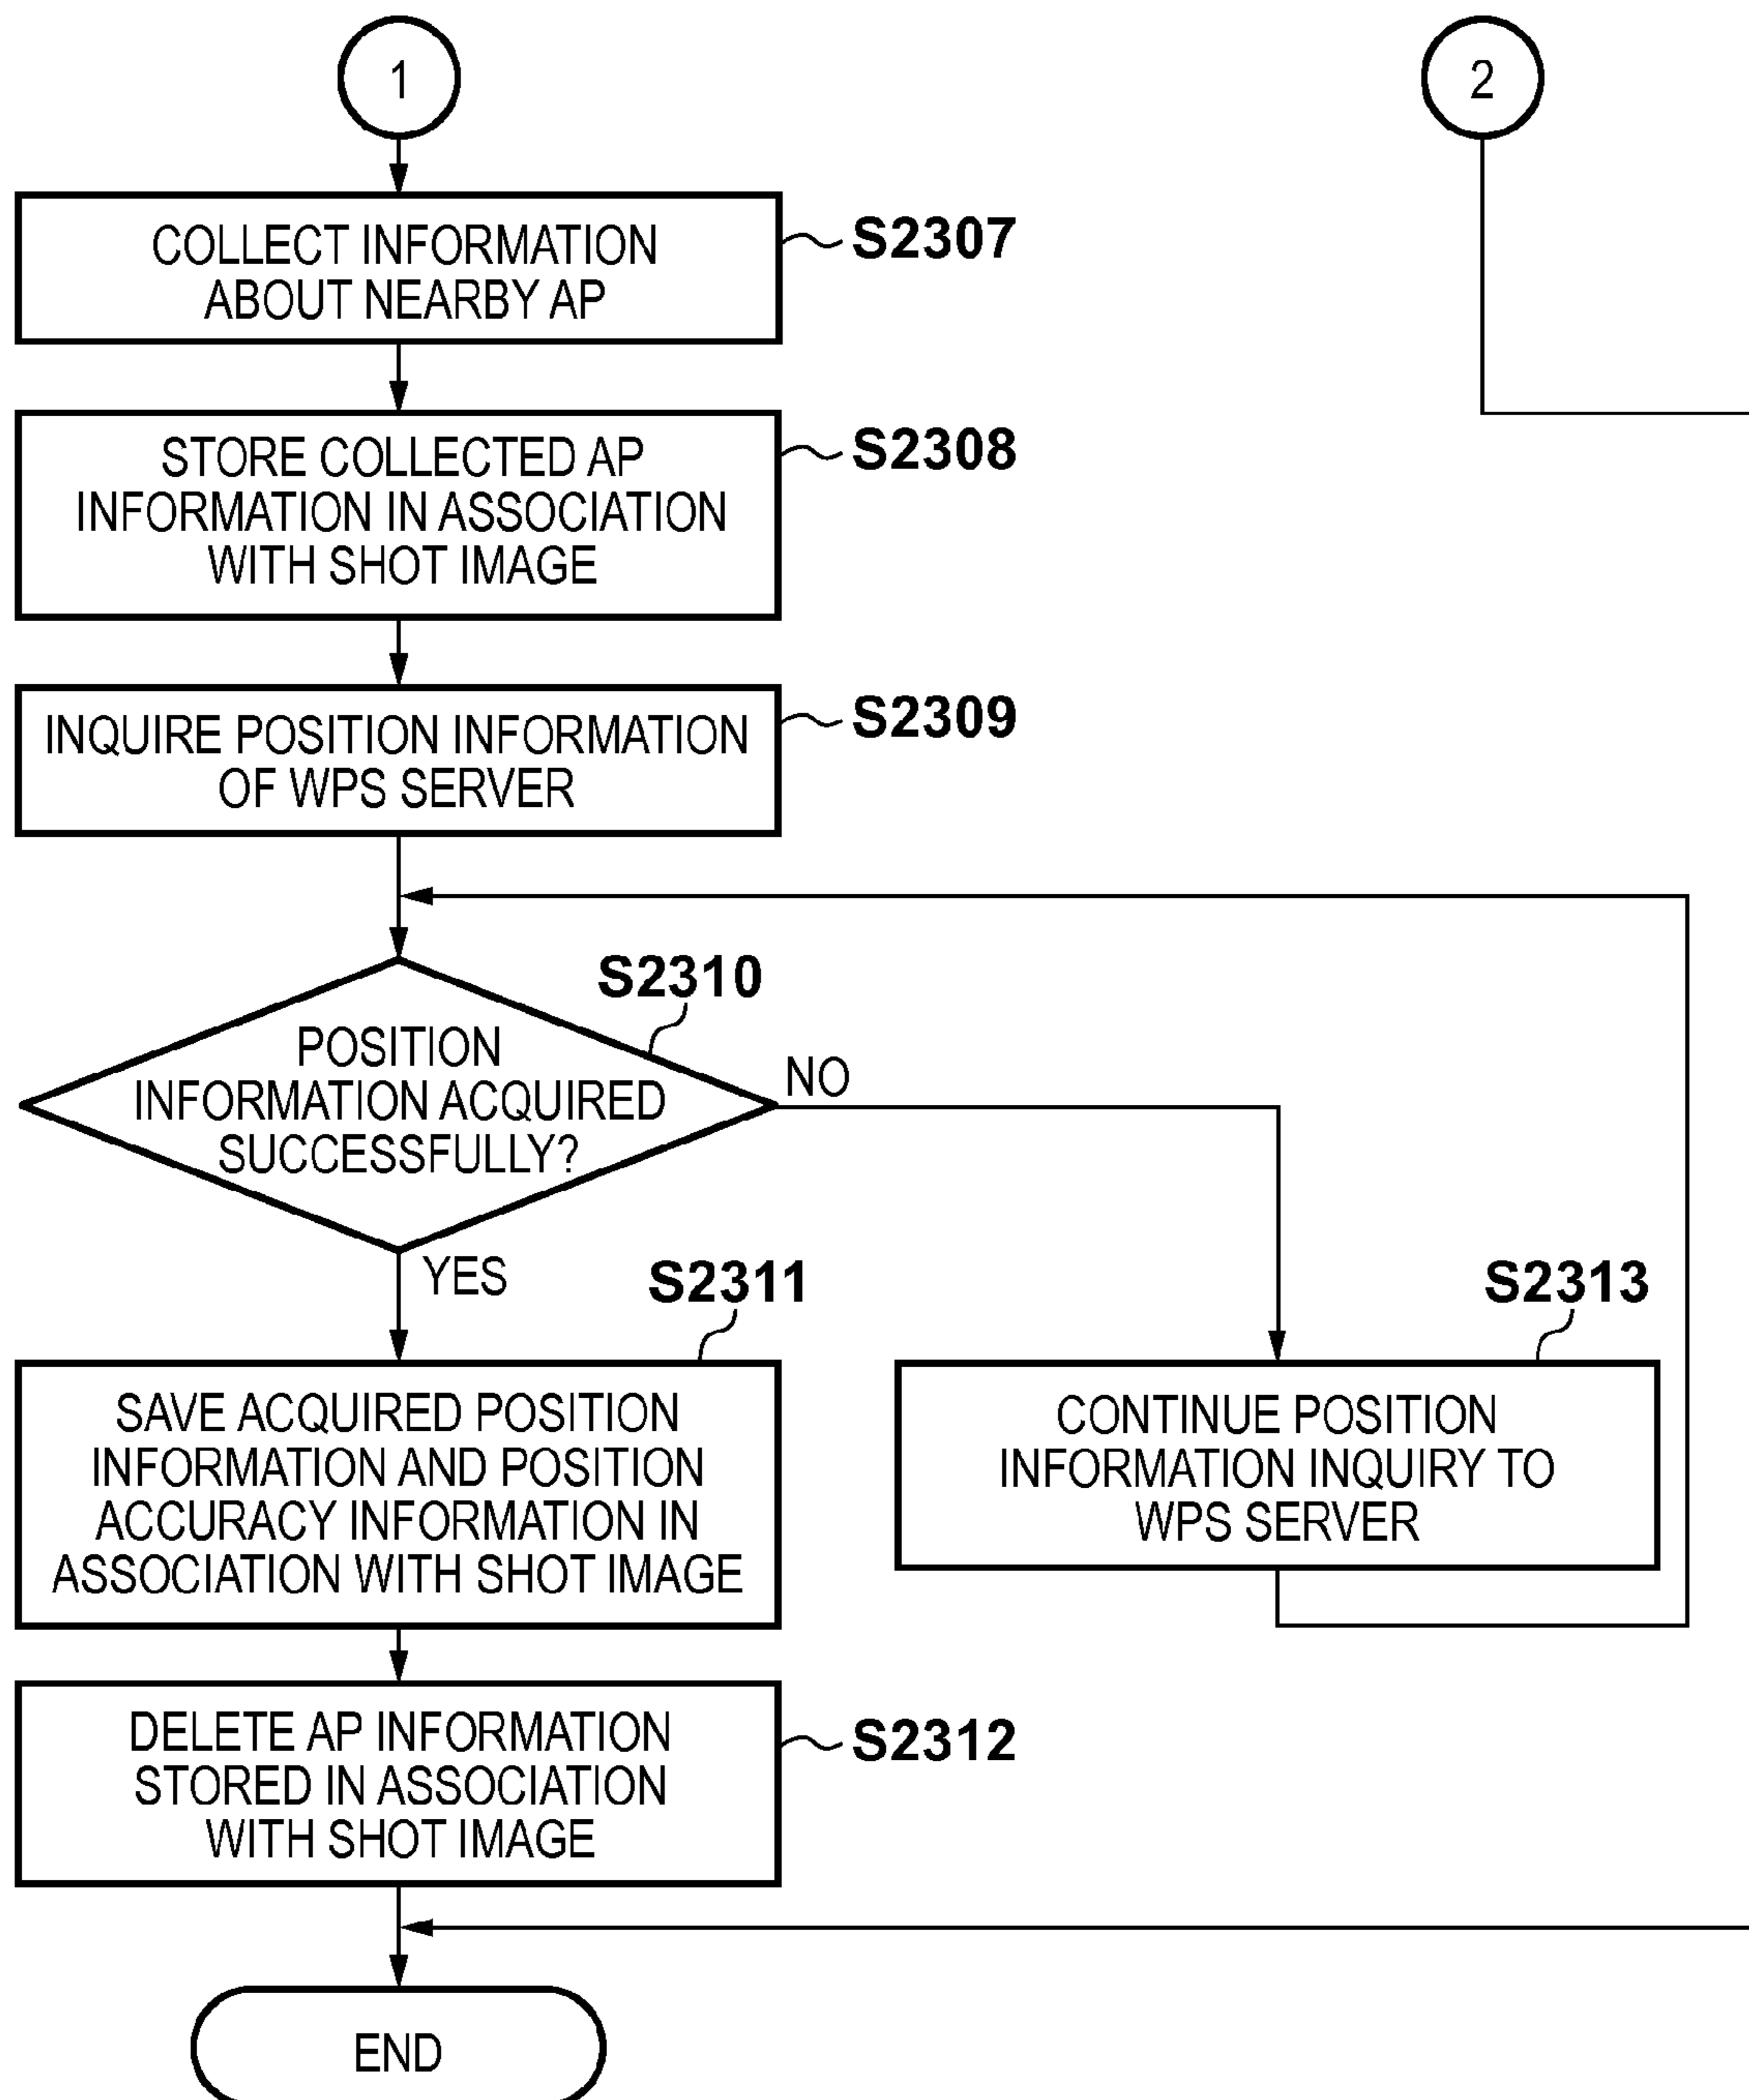 1
2
COLLECT INFORMATION
ABOUT NEARBY AP
S2307
STORE COLLECTED AP
INFORMATION IN ASSOCIATION
WITH SHOT IMAGE
S2308
INQUIRE POSITION INFORMATION
OF WPS SERVER
S2309
S2310
POSITION
INFORMATION ACQUIRED
SUCCESSFULLY?
NO
YES
S2311
SAVE ACQUIRED POSITION
INFORMATION AND POSITION
ACCURACY INFORMATION IN
ASSOCIATION WITH SHOT IMAGE
S2313
CONTINUE POSITION
INFORMATION INQUIRY TO
WPS SERVER
DELETE AP INFORMATION
STORED IN ASSOCIATION
WITH SHOT IMAGE
S2312
END